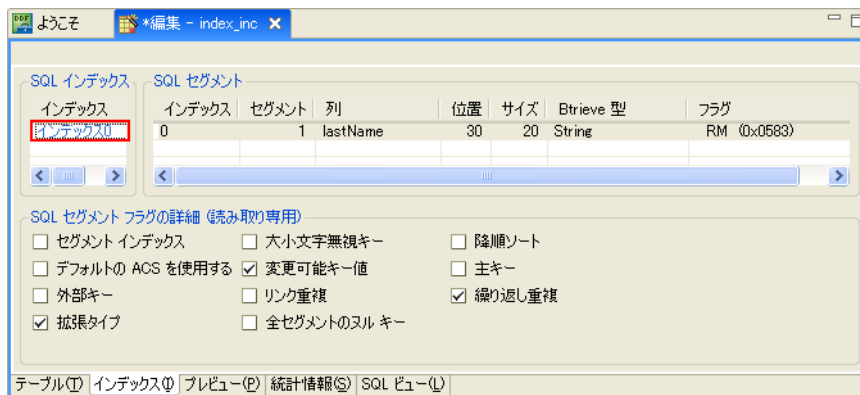 ようこそ *編集 - index_inc
SQL インデックス SQL セグメント
インデックス インデックス セグメント 列 位置 サイズ Btrieve 型 フラグ
インデックス0 0 1 lastName 30 20 String RM (0x0583)
SQL セグメント フラグの詳細 (読み取り専用)
セグメント インデックス 大小文字無視キー 降順ソート
デフォルトの ACS を使用する 変更可能キー値 主キー
外部キー リンク重複 繰り返し重複
拡張タイプ 全セグメントのヌル キー
テーブル(T) インデックス(I) プレビュー(P) 統計情報(S) SQL ビュー(L)